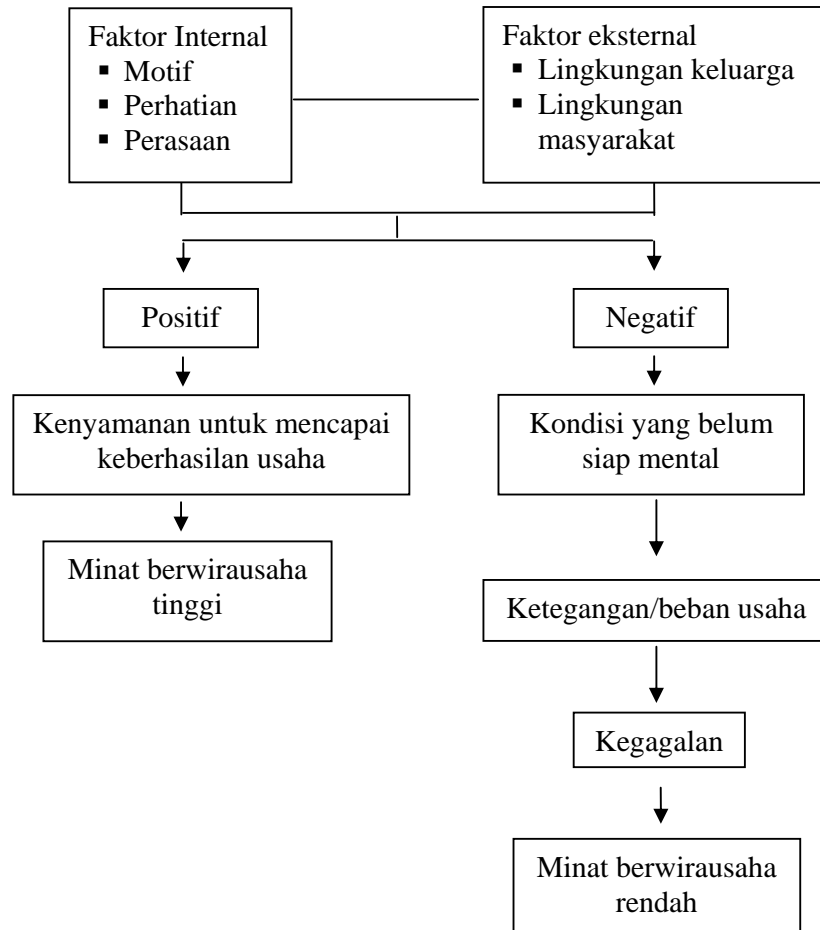 Faktor Internal
▪ Motif
▪ Perhatian
▪ Perasaan
Faktor eksternal
▪ Lingkungan keluarga
▪ Lingkungan
masyarakat
Positif
Negatif
Kenyamanan untuk mencapai
keberhasilan usaha
Kondisi yang belum
siap mental
Minat berwirausaha
tinggi
Ketegangan/beban usaha
Kegagalan
Minat berwirausaha
rendah